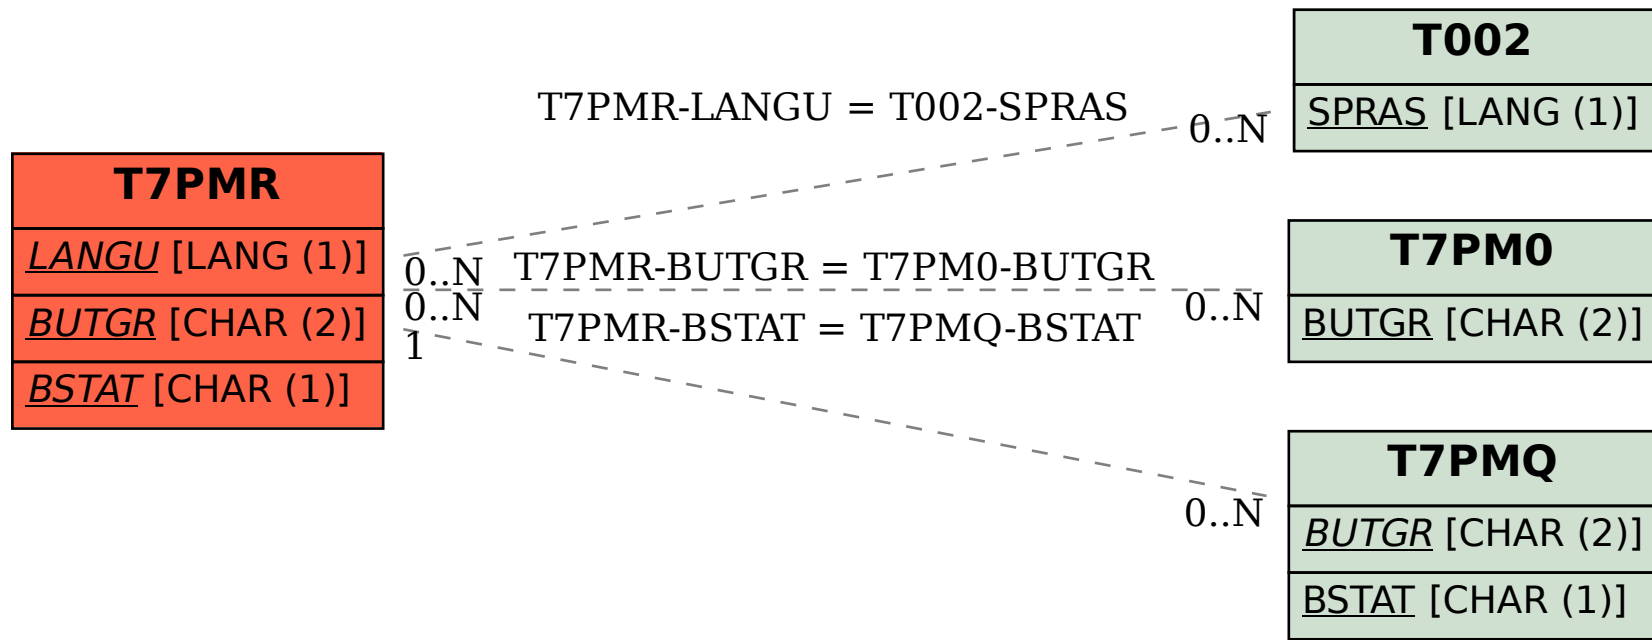 T7PMR
LANGU [LANG (1)]
BUTGR [CHAR (2)]
BSTAT [CHAR (1)]
T7PMR-LANGU = T002-SPRAS
0..N
0..N
T7PMR-BUTGR = T7PM0-BUTGR
0..N
0..N
T7PMR-BSTAT = T7PMQ-BSTAT
1
0..N
T002
SPRAS [LANG (1)]
T7PM0
BUTGR [CHAR (2)]
T7PMQ
BUTGR [CHAR (2)]
BSTAT [CHAR (1)]